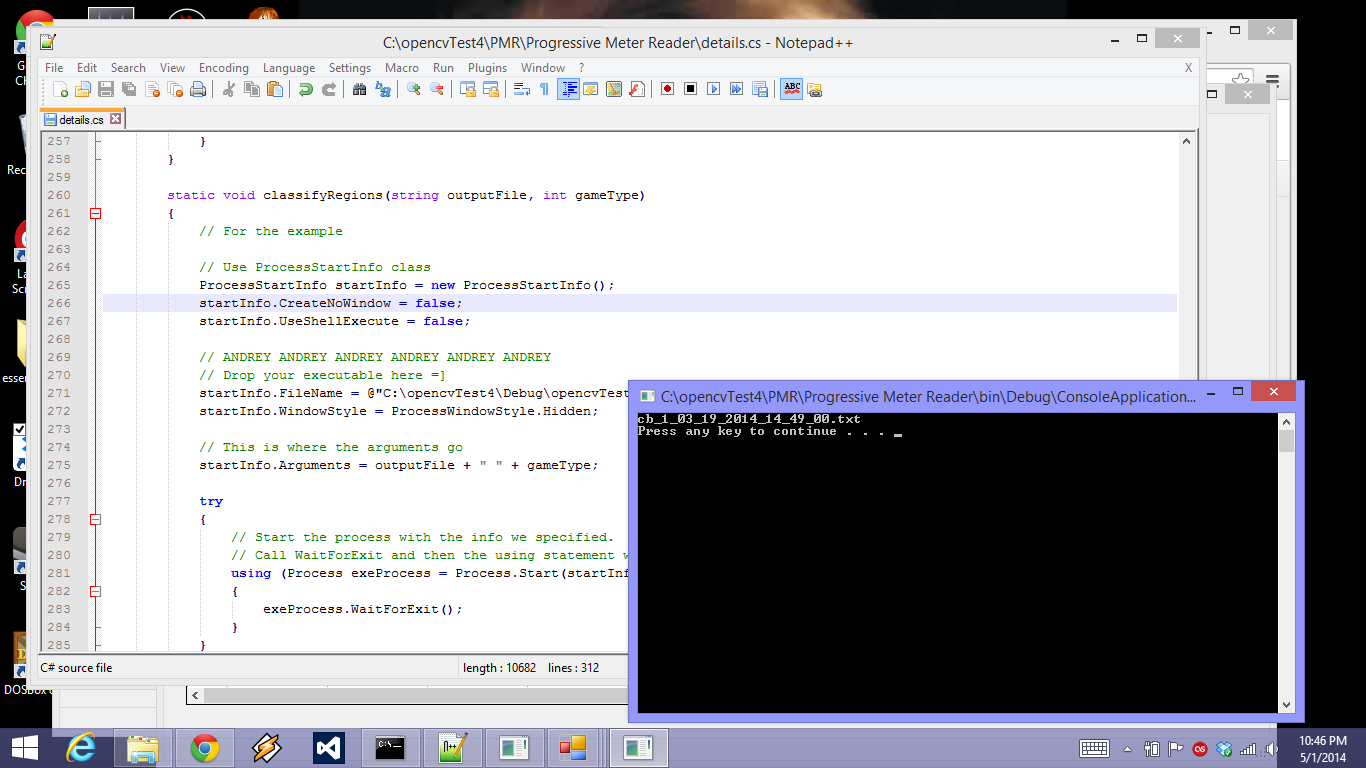 C:\opencvTest4\PMR\Progressive Meter Reader\details.cs - Notepad++
File Edit Search View Encoding Language Settings Macro Run Plugins Window ? X
details.cs
257 }
258 }
259
260 static void classifyRegions(string outputFile, int gameType)
261 {
262 // For the example
263
264 // Use ProcessStartInfo class
265 ProcessStartInfo startInfo = new ProcessStartInfo();
266 startInfo.CreateNoWindow = false;
267 startInfo.UseShellExecute = false;
268
269 // ANDREY ANDREY ANDREY ANDREY ANDREY ANDREY
270 // Drop your executable here =]
271 startInfo.FileName = @"C:\opencvTest4\Debug\opencvTest
272 startInfo.WindowStyle = ProcessWindowStyle.Hidden;
273
274 // This is where the arguments go
275 startInfo.Arguments = outputFile + " " + gameType;
276
277 try
278 {
279 // Start the process with the info we specified.
280 // Call WaitForExit and then the using statement w
281 using (Process exeProcess = Process.Start(startInf
282 {
283 exeProcess.WaitForExit();
284 }
285 }
C# source file length : 10682 lines : 312
C:\opencvTest4\PMR\Progressive Meter Reader\bin\Debug\ConsoleApplication...
cb_1_03_19_2014_14_49_00.txt
Press any key to continue . . . _
G
CH
Rec
La
Scr
essen
Dr
S
DOSBox
10:46 PM
5/1/2014